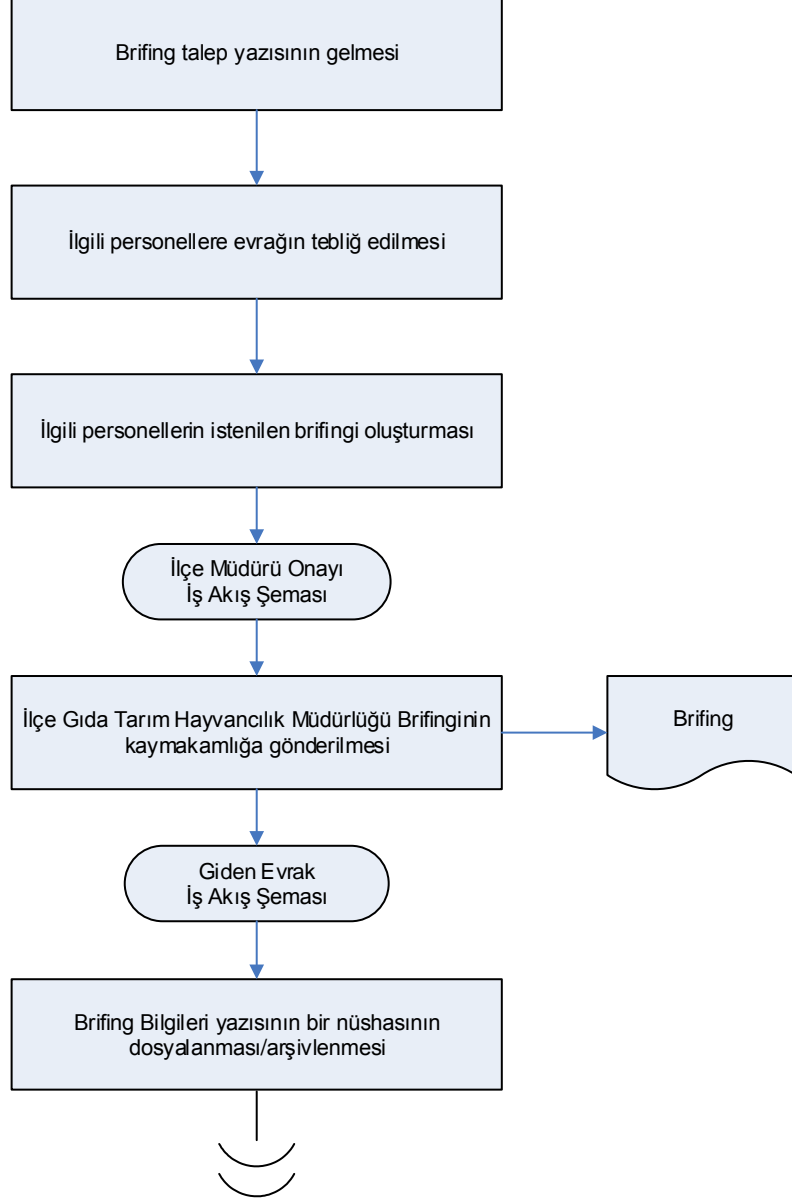 Brifing talep yazısının gelmesi
İlgili personellere evrağın tebliğ edilmesi
İlgili personellerin istenilen brifingi oluşturması
İlçe Müdürü Onayı
İş Akış Şeması
İlçe Gıda Tarım Hayvancılık Müdürlüğü Brifinginin
kaymakamlığa gönderilmesi
Brifing
Giden Evrak
İş Akış Şeması
Brifing Bilgileri yazısının bir nüshasının
dosyalanması/arşivlenmesi